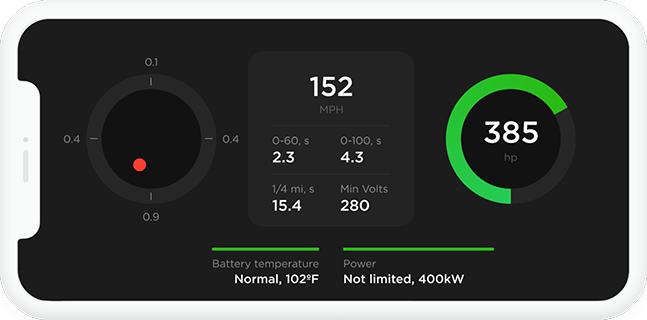 0.1
0.4
0.4
0.9
152
MPH
0-60, s
0-100, s
2.3
4.3
1/4 mi, s
Min Volts
15.4
280
385
hp
Battery temperature
Normal, 102ºF
Power
Not limited, 400kW